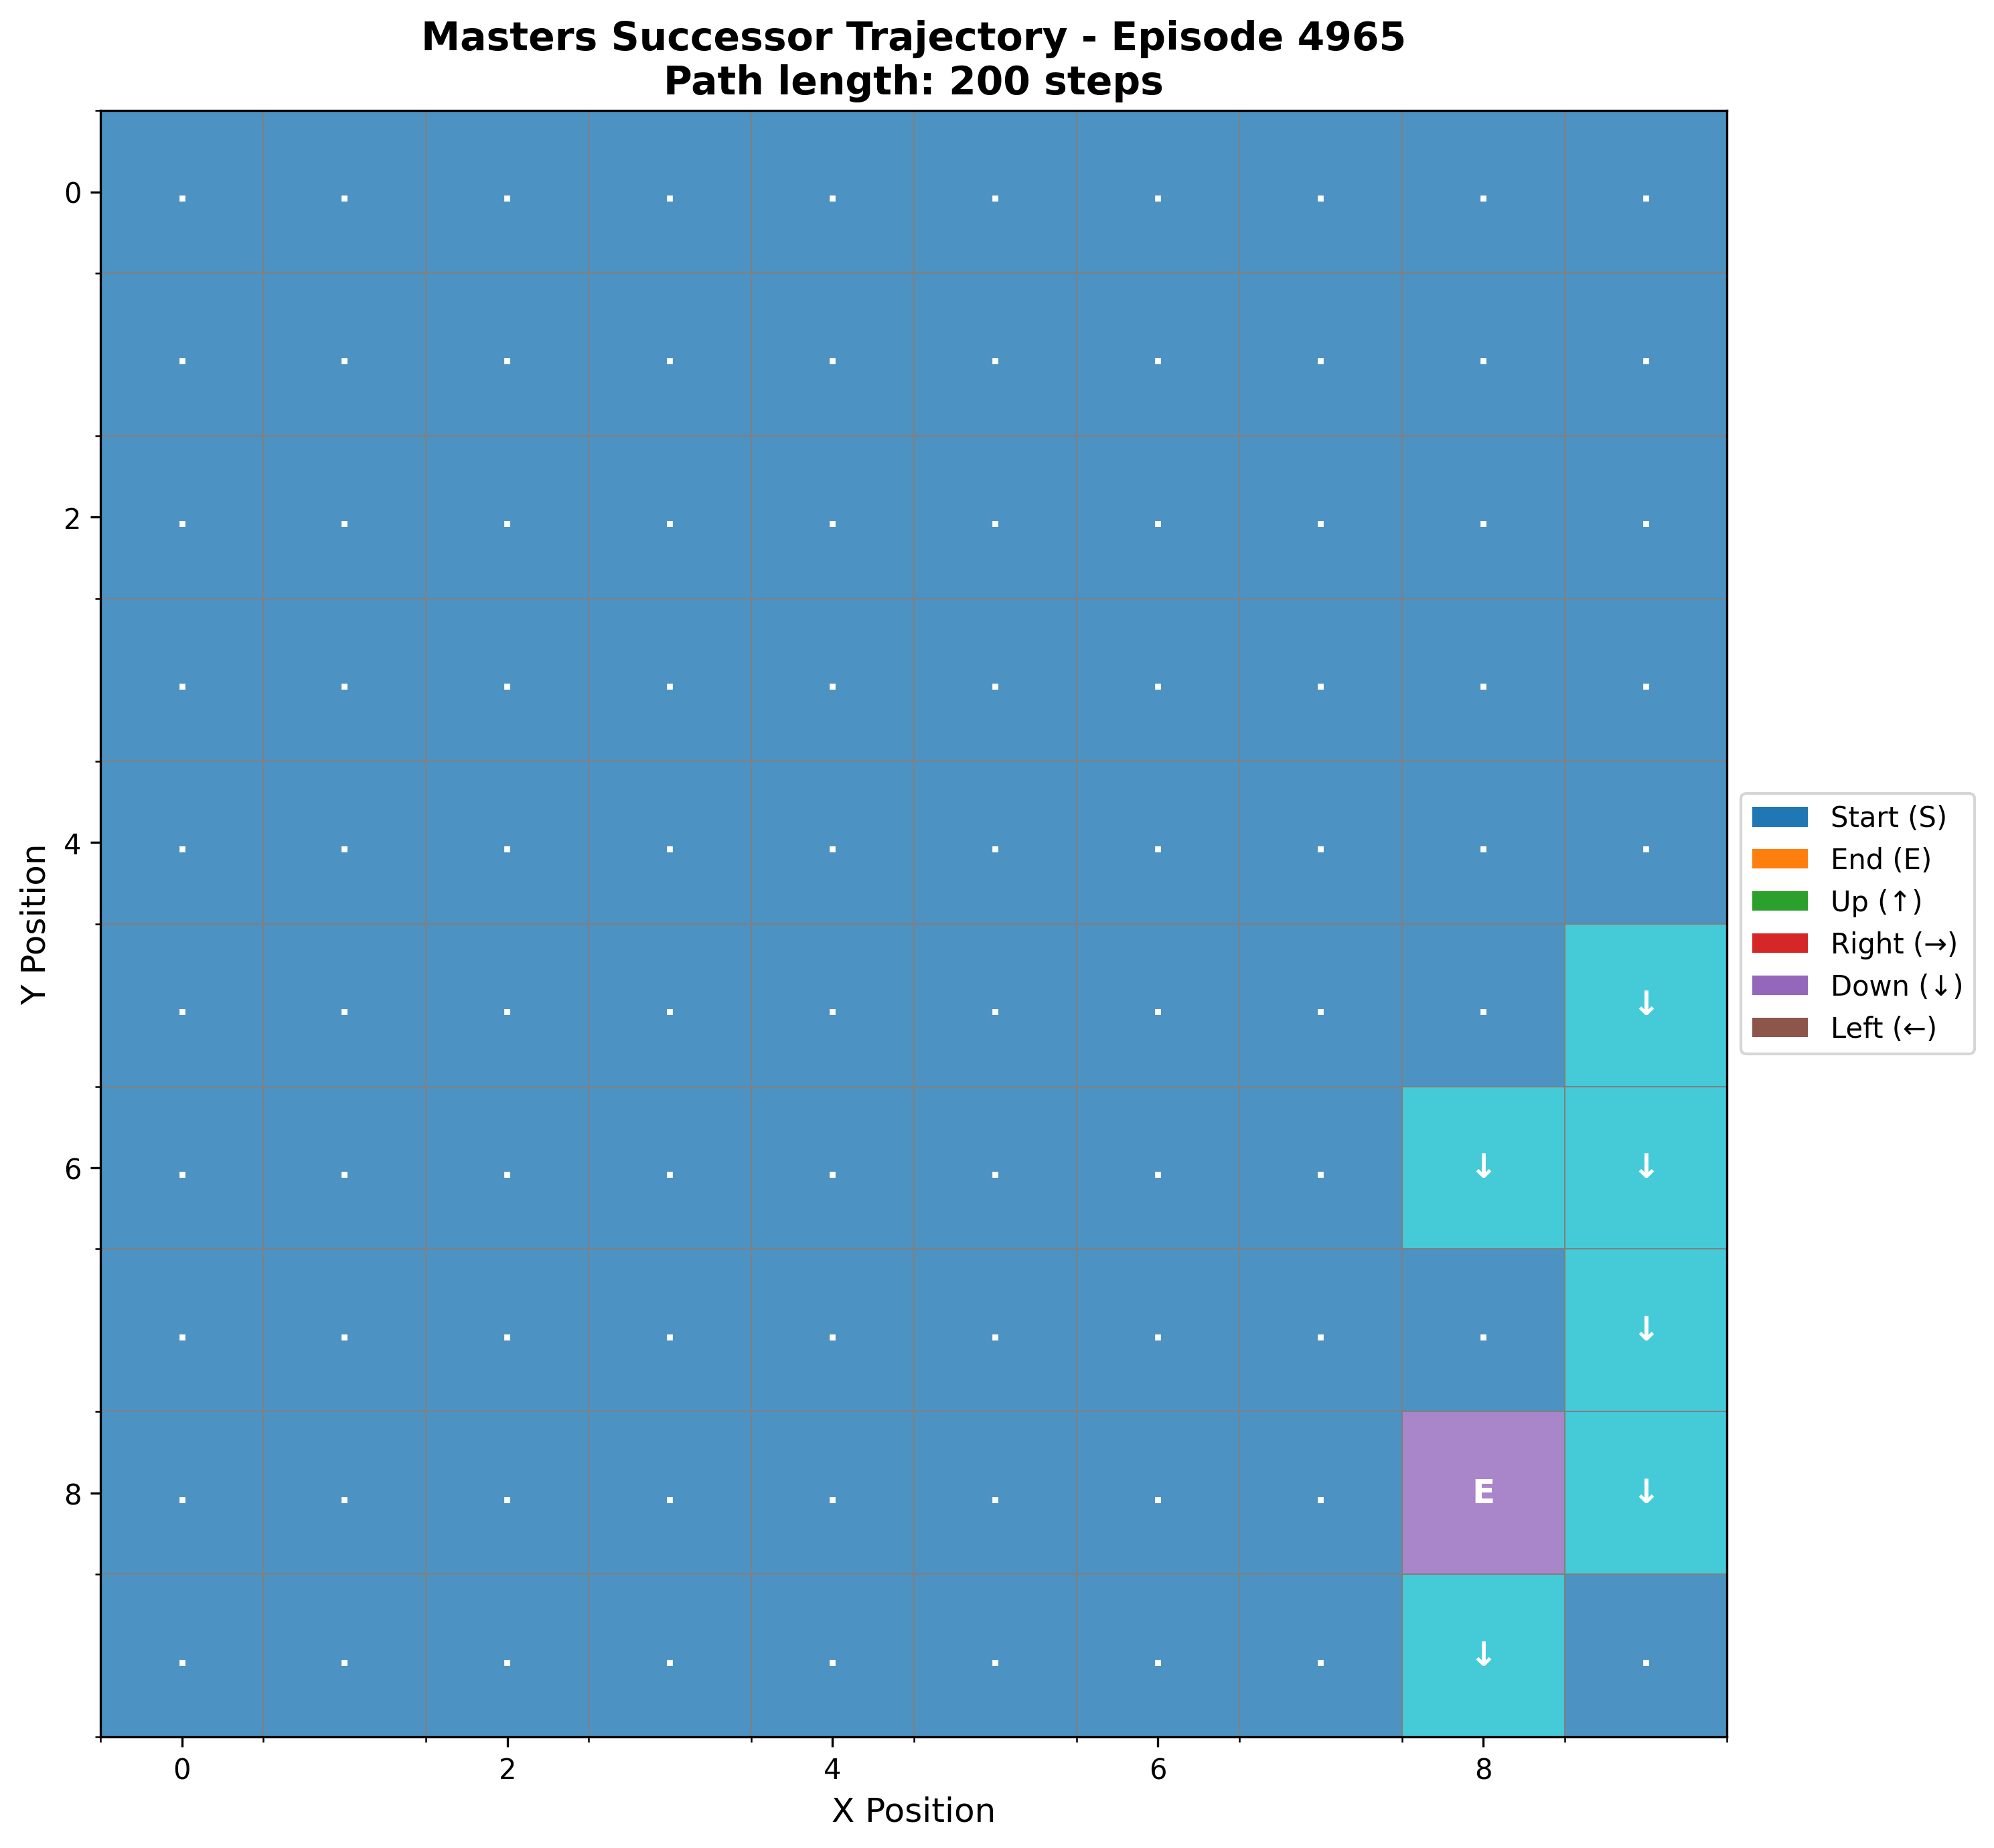 Masters Successor Trajectory - Episode 4965
Path length: 200 steps
0
. . . . . . . . . .
. . . . . . . . . .
2
. . . . . . . . . .
. . . . . . . . . .
4
. . . . . . . . . .
. . . . . . . . . ↓
6
. . . . . . . . ↓ ↓
. . . . . . . . . ↓
8
. . . . . . . . E ↓
. . . . . . . . ↓ .
0 2 4 6 8
X Position
Y Position
Start (S)
End (E)
Up (↑)
Right (→)
Down (↓)
Left (←)